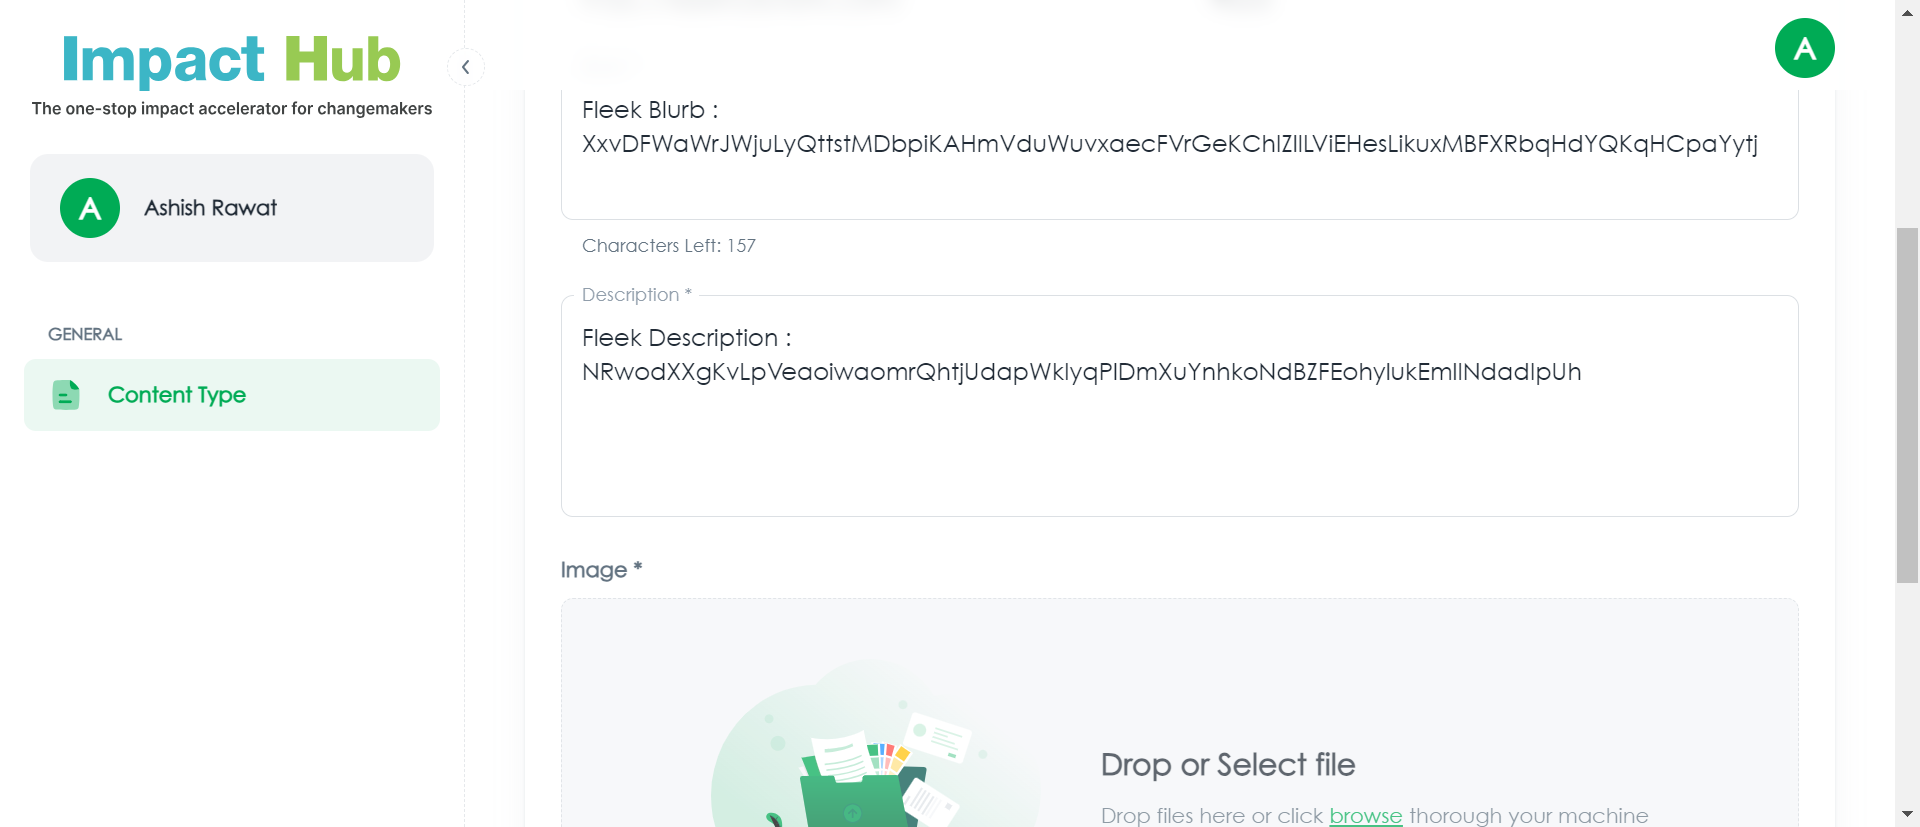 Impact Hub
The one-stop impact accelerator for changemakers
A
A
Ashish Rawat
GENERAL
Content Type
Fleek Blurb :
XxvDFWaWrJWjuLyQttstMDbpiKAHmVduWuvxaecFVrGeKChlZIlLViEHesLikuxMBFXRbqHdYQKqHCpaYytj
Characters Left: 157
Description *
Fleek Description :
NRwodXXgKvLpVeaoiwaomrQhtjUdapWklyqPlDmXuYnhkoNdBZFEohylukEmllNdadlpUh
Image *
Drop or Select file
Drop files here or click browse thorough your machine